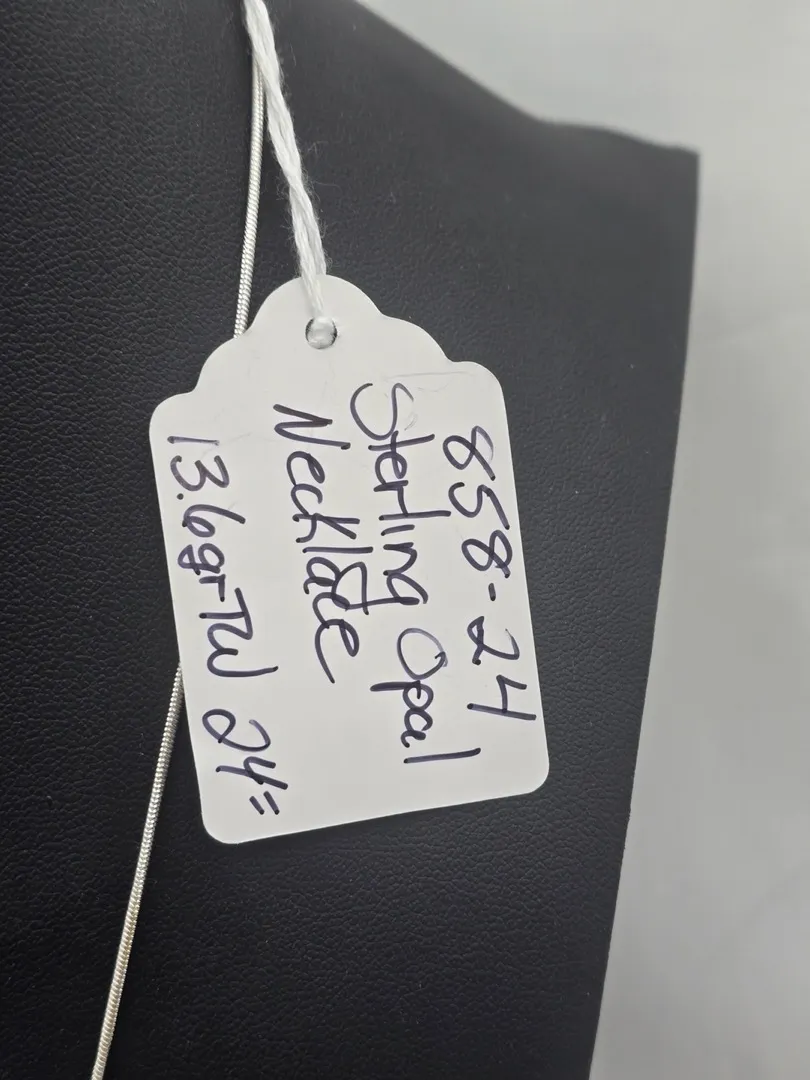 858-24
Sterling Opal
Necklace
13.6gr TW 24"